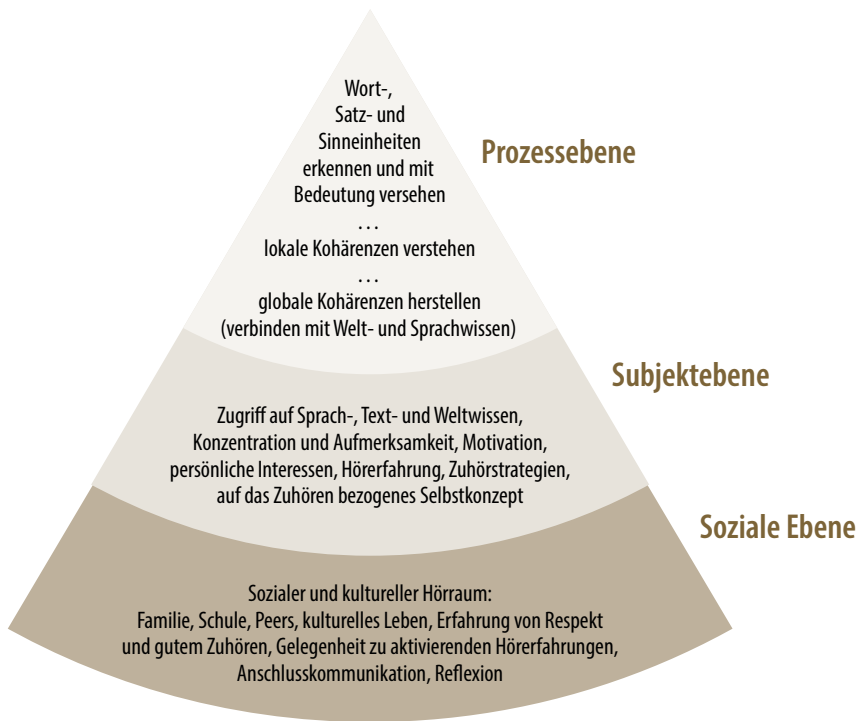 Wort-,
Satz- und
Sinneinheiten
erkennen und mit
Bedeutung versehen
...
lokale Kohärenzen verstehen
...
globale Kohärenzen herstellen
(verbinden mit Welt- und Sprachwissen)
Prozessebene
Subjektebene
Zugriff auf Sprach-, Text- und Weltwissen,
Konzentration und Aufmerksamkeit, Motivation,
persönliche Interessen, Hörerfahrung, Zuhörstrategien,
auf das Zuhören bezogenes Selbstkonzept
Soziale Ebene
Sozialer und kultureller Hörraum:
Familie, Schule, Peers, kulturelles Leben, Erfahrung von Respekt
und gutem Zuhören, Gelegenheit zu aktivierenden Hörerfahrungen,
Anschlusskommunikation, Reflexion